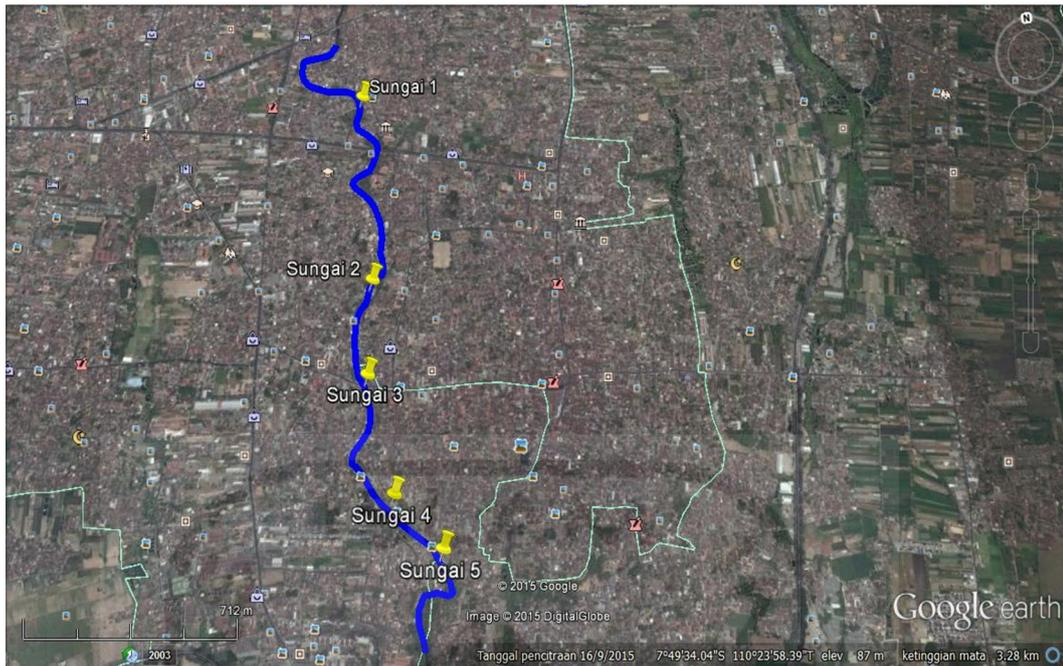 Sungai 1
Sungai 2
Sungai 3
Sungai 4
Sungai 5
© 2015 Google
Image © 2015 DigitalGlobe
Google earth
712 m
2003
Tanggal pencitraan 16/9/2015 7°49'34.04"S 110°23'58.39"T elev 87 m ketinggian mata 3.28 km
N
H